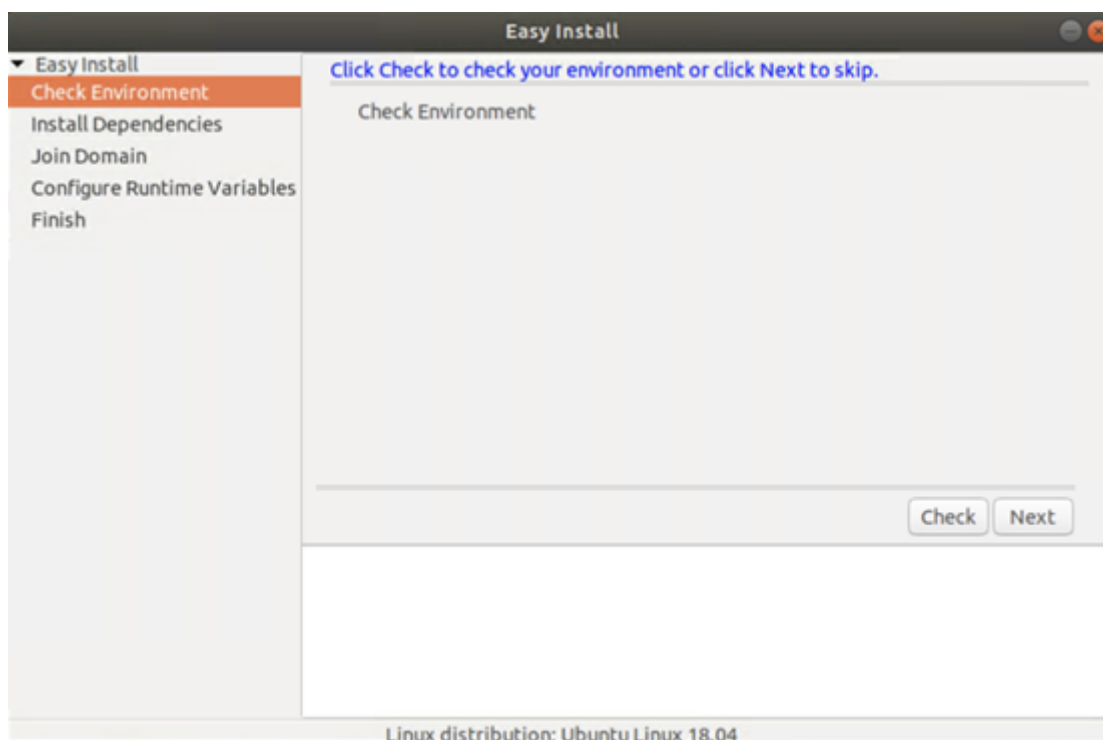 Easy Install
Easy Install
Check Environment
Install Dependencies
Join Domain
Configure Runtime Variables
Finish
Click Check to check your environment or click Next to skip.
Check Environment
Check
Next
Linux distribution: Ubuntu Linux 18.04